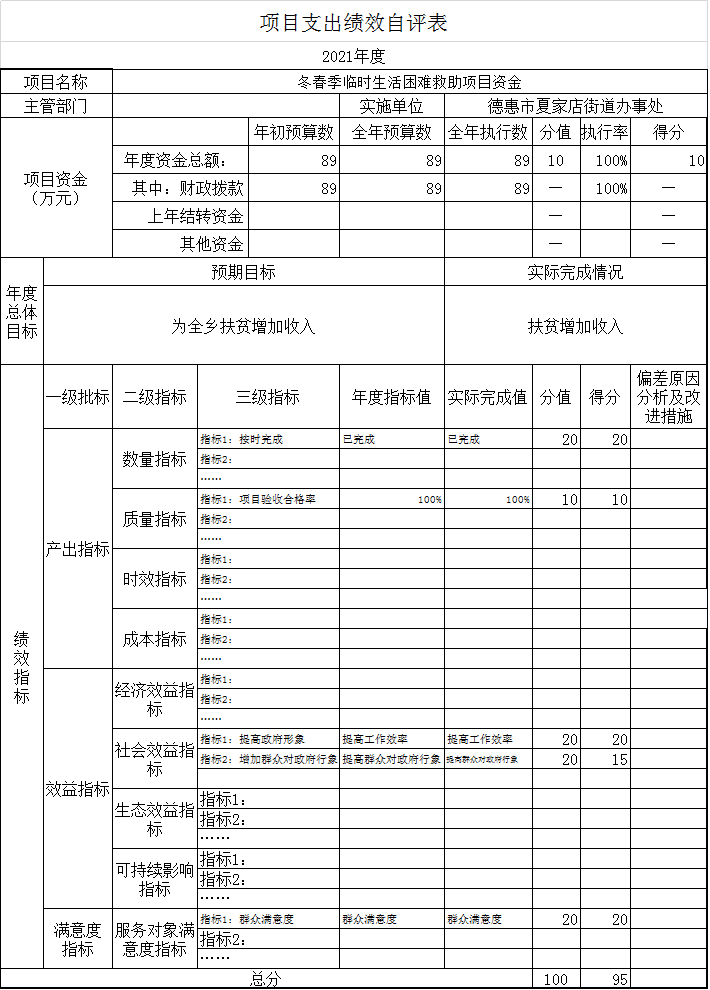 项目支出绩效自评表
2021年度
项目名称 冬春季临时生活困难救助项目资金
主管部门 实施单位 德惠市夏家店街道办事处
项目资金
（万元） 年初预算数 全年预算数 全年执行数 分值 执行率 得分
年度资金总额： 89 89 89 10 100% 10
其中：财政拨款 89 89 89 — 100% —
上年结转资金 — —
其他资金 — —
年度
总体
目标 预期目标 实际完成情况
为全乡扶贫增加收入 扶贫增加收入
绩
效
指
标 一级批标 二级指标 三级指标 年度指标值 实际完成值 分值 得分 偏差原因
分析及改
进措施
产出指标 数量指标 指标1：按时完成 已完成 已完成 20 20
指标2：
……
质量指标 指标1：项目验收合格率 100% 100% 10 10
指标2：
……
时效指标 指标1：
指标2：
……
成本指标 指标1：
指标2：
……
效益指标 经济效益指
标 指标1：
指标2：
……
社会效益指
标 指标1：提高政府形象 提高工作效率 提高工作效率 20 20
指标2：增加群众对政府行象 提高群众对政府行象 提高群众对政府行象 20 15
生态效益指
标 指标1：
指标2：
……
可持续影响
指标 指标1：
指标2：
……
满意度
指标 服务对象满
意度指标 指标1：群众满意度 群众满意度 群众满意度 20 20
指标2：
……
总分 100 95